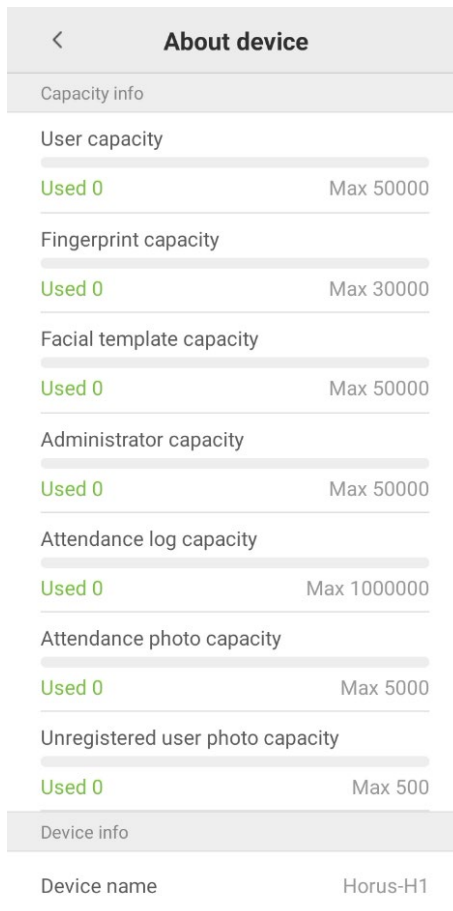 About device
Capacity info
User capacity
Used 0 Max 50000
Fingerprint capacity
Used 0 Max 30000
Facial template capacity
Used 0 Max 50000
Administrator capacity
Used 0 Max 50000
Attendance log capacity
Used 0 Max 1000000
Attendance photo capacity
Used 0 Max 5000
Unregistered user photo capacity
Used 0 Max 500
Device info
Device name Horus-H1